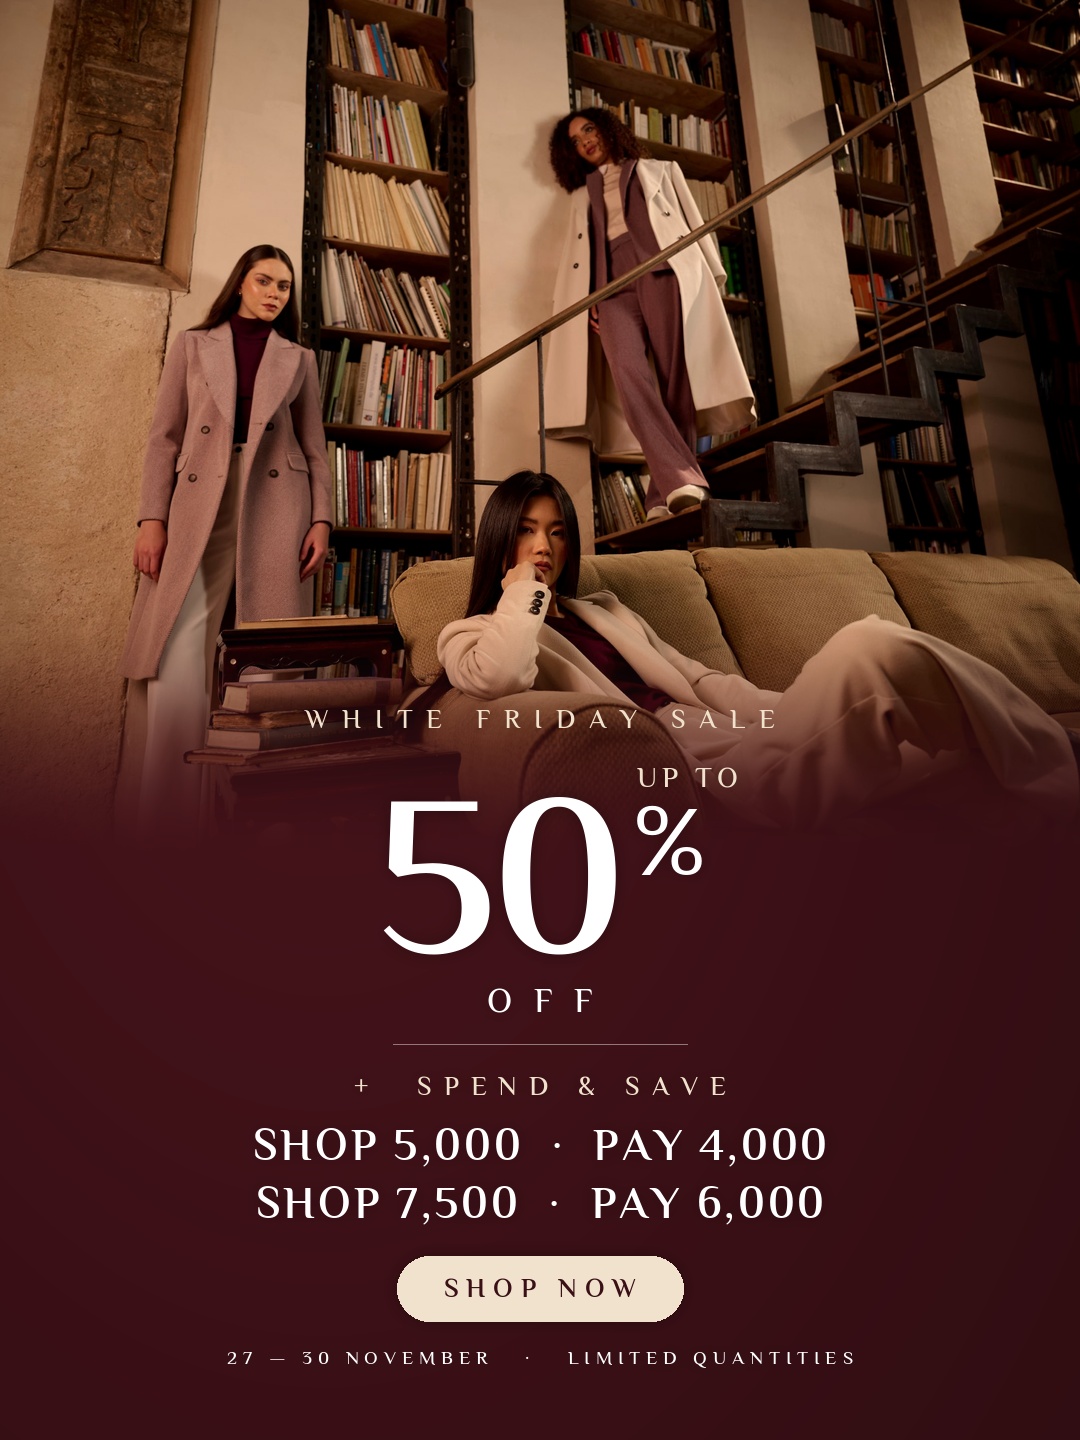 WHITE FRIDAY SALE
UP TO
50%
OFF
+ SPEND & SAVE
SHOP 5,000 · PAY 4,000
SHOP 7,500 · PAY 6,000
SHOP NOW
27 — 30 NOVEMBER · LIMITED QUANTITIES